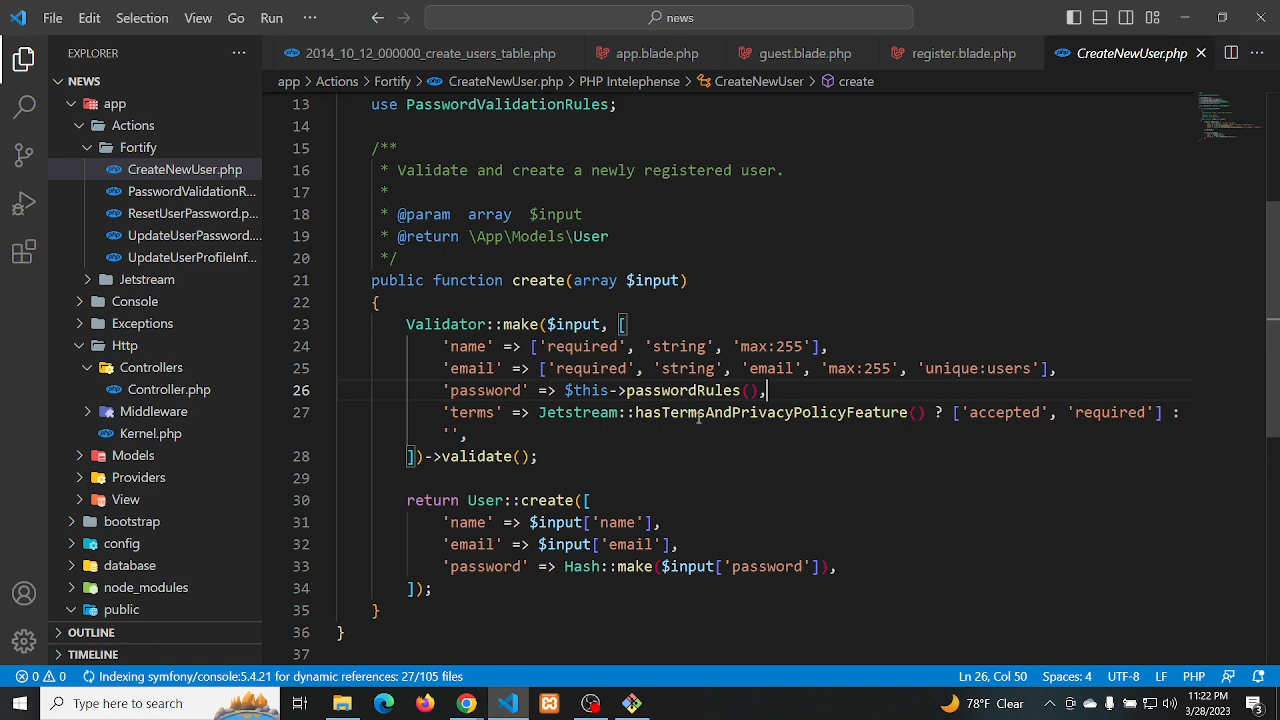 File Edit Selection View Go Run ··· news
EXPLORER ···
2014_10_12_000000_create_users_table.php app.blade.php guest.blade.php register.blade.php CreateNewUser.php ···
NEWS
app > Actions > Fortify > CreateNewUser.php > PHP Intelephense > CreateNewUser > create
app
Actions
Fortify
CreateNewUser.php
PasswordValidationR...
ResetUserPassword.p...
UpdateUserPassword....
UpdateUserProfileInf...
Jetstream
Console
Exceptions
Http
Controllers
Controller.php
Middleware
Kernel.php
Models
Providers
View
bootstrap
config
database
node_modules
public
OUTLINE
TIMELINE
13 use PasswordValidationRules;
14
15 /**
16 * Validate and create a newly registered user.
17 *
18 * @param  array  $input
19 * @return \App\Models\User
20 */
21 public function create(array $input)
22 {
23 Validator::make($input, [
24 'name' => ['required', 'string', 'max:255'],
25 'email' => ['required', 'string', 'email', 'max:255', 'unique:users'],
26 'password' => $this->passwordRules(),
27 'terms' => Jetstream::hasTermsAndPrivacyPolicyFeature() ? ['accepted', 'required'] :
'',
28 ])->validate();
29
30 return User::create([
31 'name' => $input['name'],
32 'email' => $input['email'],
33 'password' => Hash::make($input['password']),
34 ]);
35 }
36 }
37
0 0 Indexing symfony/console:5.4.21 for dynamic references: 27/105 files Ln 26, Col 50 Spaces: 4 UTF-8 LF PHP
Type here to search 78°F Clear 11:22 PM
3/28/2023 3